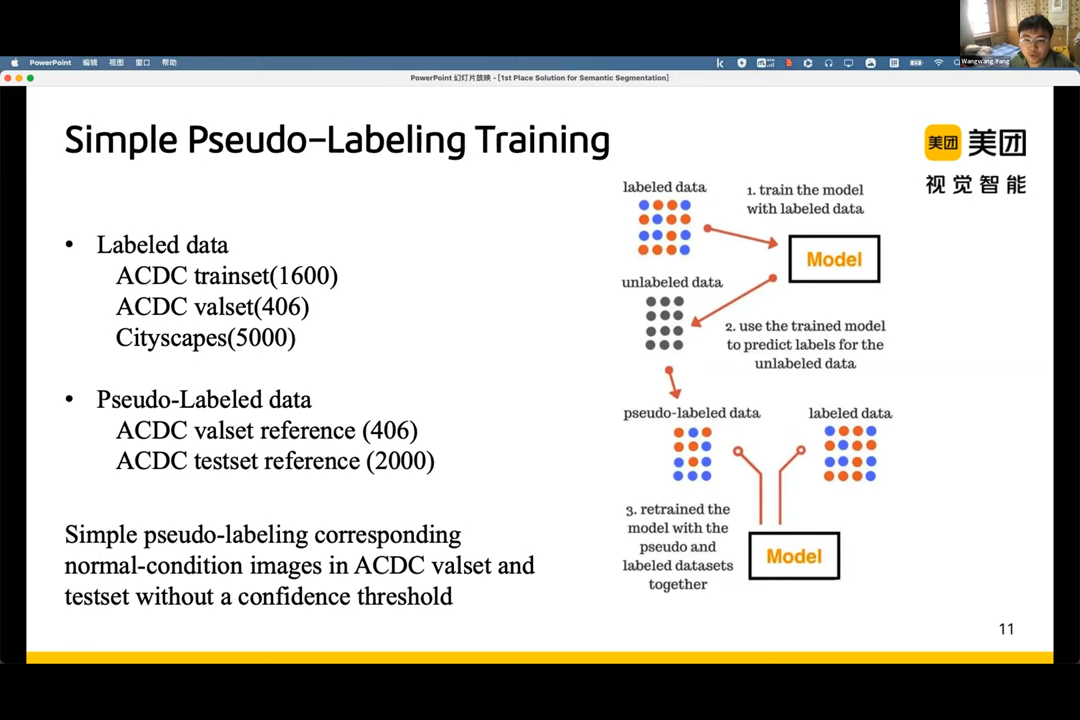 PowerPoint 编辑 视图 窗口 帮助
Wangwang Yang
PowerPoint 幻灯片放映 - [1st Place Solution for Semantic Segmentation]
Simple Pseudo-Labeling Training
美团 美团
视觉智能
• Labeled data
ACDC trainset(1600)
ACDC valset(406)
Cityscapes(5000)
• Pseudo-Labeled data
ACDC valset reference (406)
ACDC testset reference (2000)
Simple pseudo-labeling corresponding
normal-condition images in ACDC valset and
testset without a confidence threshold
labeled data
1. train the model
with labeled data
Model
unlabeled data
2. use the trained model
to predict labels for the
unlabeled data
pseudo-labeled data
labeled data
3. retrained the
model with the
pseudo and
labeled datasets
together
Model
11